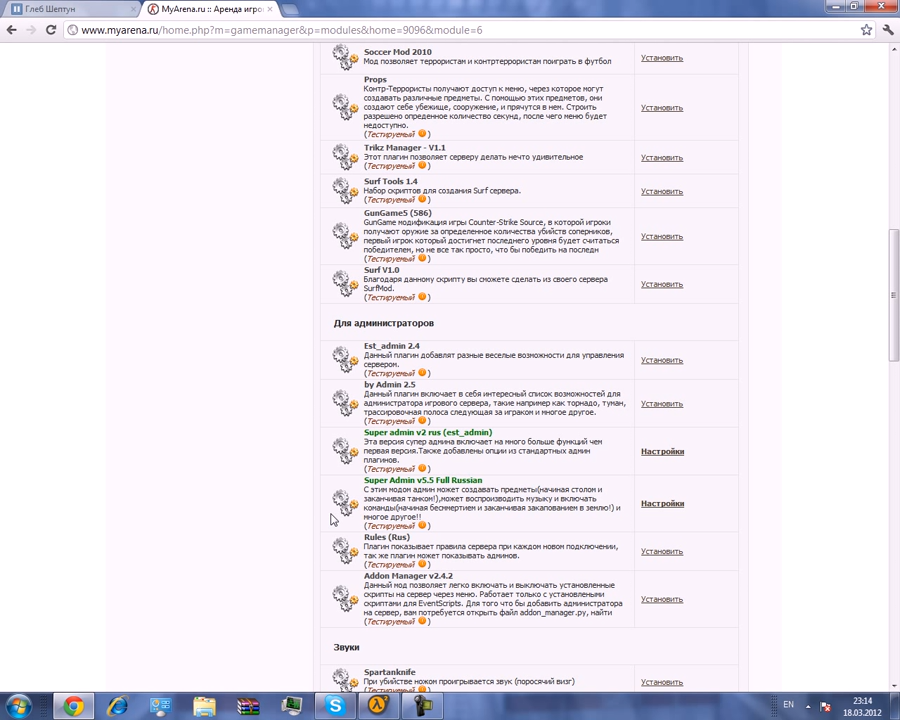 Глеб Шептун
MyArena.ru :: Аренда игро
www.myarena.ru/home.php?m=gamemanager&p=modules&home=9096&module=6
Soccer Mod 2010
Мод позволяет террористам и контртеррористам поиграть в футбол
Установить
Props
Контр-Террористы получают доступ к меню, через которое могут
создавать различные предметы. С помощью этих предметов, они
создают себе убежище, сооружение, и прячутся в нем. Строить
разрешено опреденное количество секунд, после чего меню будет
недоступно.
(Тестируемый )
Установить
Trikz Manager - V1.1
Этот плагин позволяет серверу делать нечто удивительное
(Тестируемый )
Установить
Surf Tools 1.4
Набор скриптов для создания Surf сервера.
(Тестируемый )
Установить
GunGame5 (586)
GunGame модификация игры Counter-Strike Source, в которой игроки
получают оружие за определенное количества убийств соперников,
первый игрок который достигнет последнего уровня будет считаться
победителем, но не все так просто, что бы победить на последн
(Тестируемый )
Установить
Surf V1.0
Благодаря данному скрипту вы сможете сделать из своего сервера
SurfMod.
(Тестируемый )
Установить
Для администраторов
Est_admin 2.4
Данный плагин добавлят разные веселые возможности для управления
сервером.
(Тестируемый )
Установить
by Admin 2.5
Данный плагин включает в себя интересный список возможностей для
администратора игрового сервера, такие например как торнадо, туман,
трассировочная полоса следующая за играком и многое другое.
(Тестируемый )
Установить
Super admin v2 rus (est_admin)
Эта версия супер админа включает на много больше функций чем
первая версия.Также добавлены опции из стандартных админ
плагинов.
(Тестируемый )
Настройки
Super Admin v5.5 Full Russian
С этим модом админ может создавать предметы(начиная столом и
заканчивая танком!),может воспроизводить музыку и включать
команды(начиная бесмертием и заканчивая закапованием в землю!) и
многое другое!!
(Тестируемый )
Настройки
Rules (Rus)
Плагин показывает правила сервера при каждом новом подключении,
так же плагин может показывать админов.
(Тестируемый )
Установить
Addon Manager v2.4.2
Данный мод позволяет легко включать и выключать установленные
скрипты на сервер через меню. Работает только с установлеными
скриптами для EventScripts. Для того что бы добавить администратора
на сервер, вам потребуется открыть файл addon_manager.py, найти
(Тестируемый )
Установить
Звуки
Spartanknife
При убийстве ножом проигрывается звук (поросячий визг)
(Тестируемый )
Установить
EN
23:14
18.03.2012